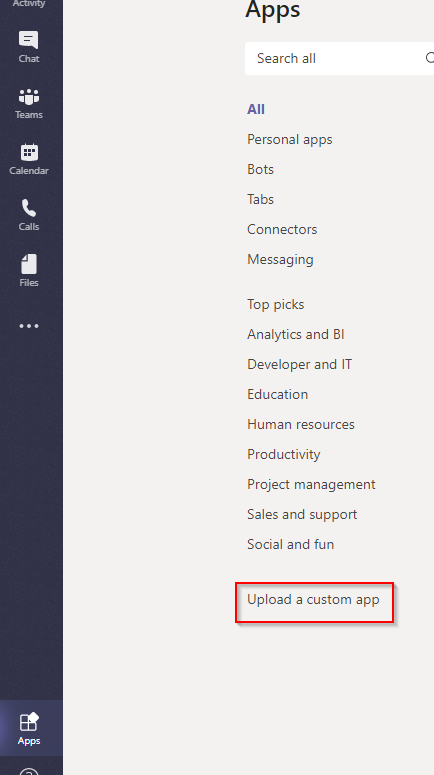 Activity
Chat
Teams
Calendar
Calls
Files
Apps
Apps
Search all
All
Personal apps
Bots
Tabs
Connectors
Messaging
Top picks
Analytics and BI
Developer and IT
Education
Human resources
Productivity
Project management
Sales and support
Social and fun
Upload a custom app